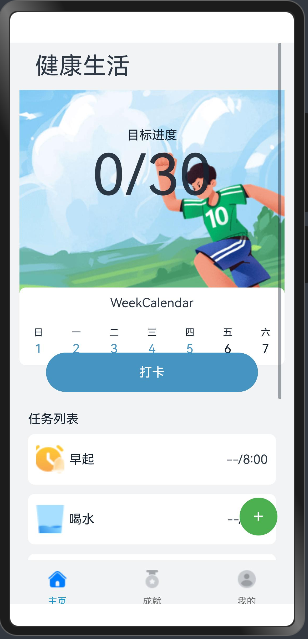 健康生活
目标进度
0/30
10
WeekCalendar
日 一 二 三 四 五 六
1 2 3 4 5 6 7
打卡
任务列表
早起 --/8:00
喝水 --/
+
主页 成就 我的